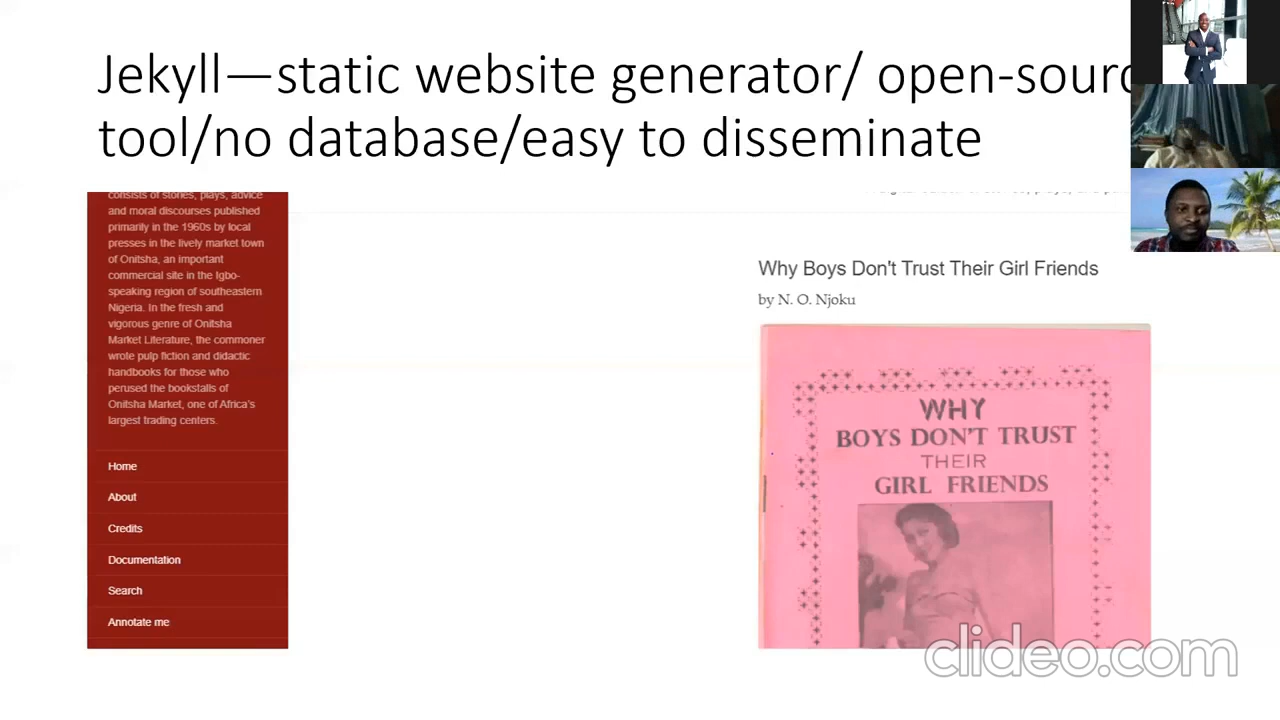 Jekyll—static website generator/ open-sourc
tool/no database/easy to disseminate
consists of stories, plays, advice
and moral discourses published
primarily in the 1960s by local
presses in the lively market town
of Onitsha, an important
commercial site in the Igbo-
speaking region of southeastern
Nigeria. In the fresh and
vigorous genre of Onitsha
Market Literature, the commoner
wrote pulp fiction and didactic
handbooks for those who
perused the bookstalls of
Onitsha Market, one of Africa's
largest trading centers.
Home
About
Credits
Documentation
Search
Annotate me
Why Boys Don't Trust Their Girl Friends
by N. O. Njoku
WHY
BOYS DON'T TRUST
THEIR
GIRL FRIENDS
clideo.com